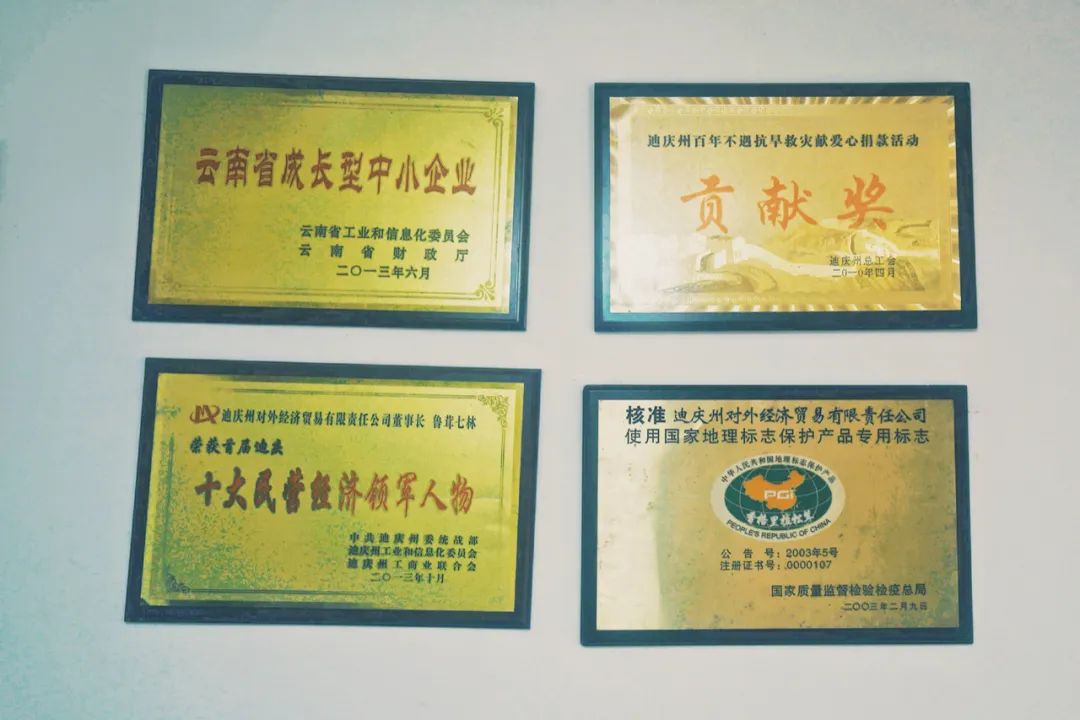 云南省成长型中小企业
云南省工业和信息化委员会
云南省财政厅
二〇一三年六月
迪庆州百年不遇抗旱救灾献爱心捐款活动
贡献奖
迪庆州总工会
二〇一〇年四月
迪庆州对外经济贸易有限责任公司董事长 鲁茸七林
荣获首届迪庆
十大民营经济领军人物
中共迪庆州委统战部
迪庆州工业和信息化委员会
迪庆州工商业联合会
二〇一三年十月
核准 迪庆州对外经济贸易有限责任公司
使用国家地理标志保护产品专用标志
中华人民共和国地理标志保护产品
PGI
香格里拉松茸
PEOPLE'S REPUBLIC OF CHINA
公 告 号：2003年5号
注册证书号：0000107
国家质量监督检验检疫总局
二〇〇三年二月九日